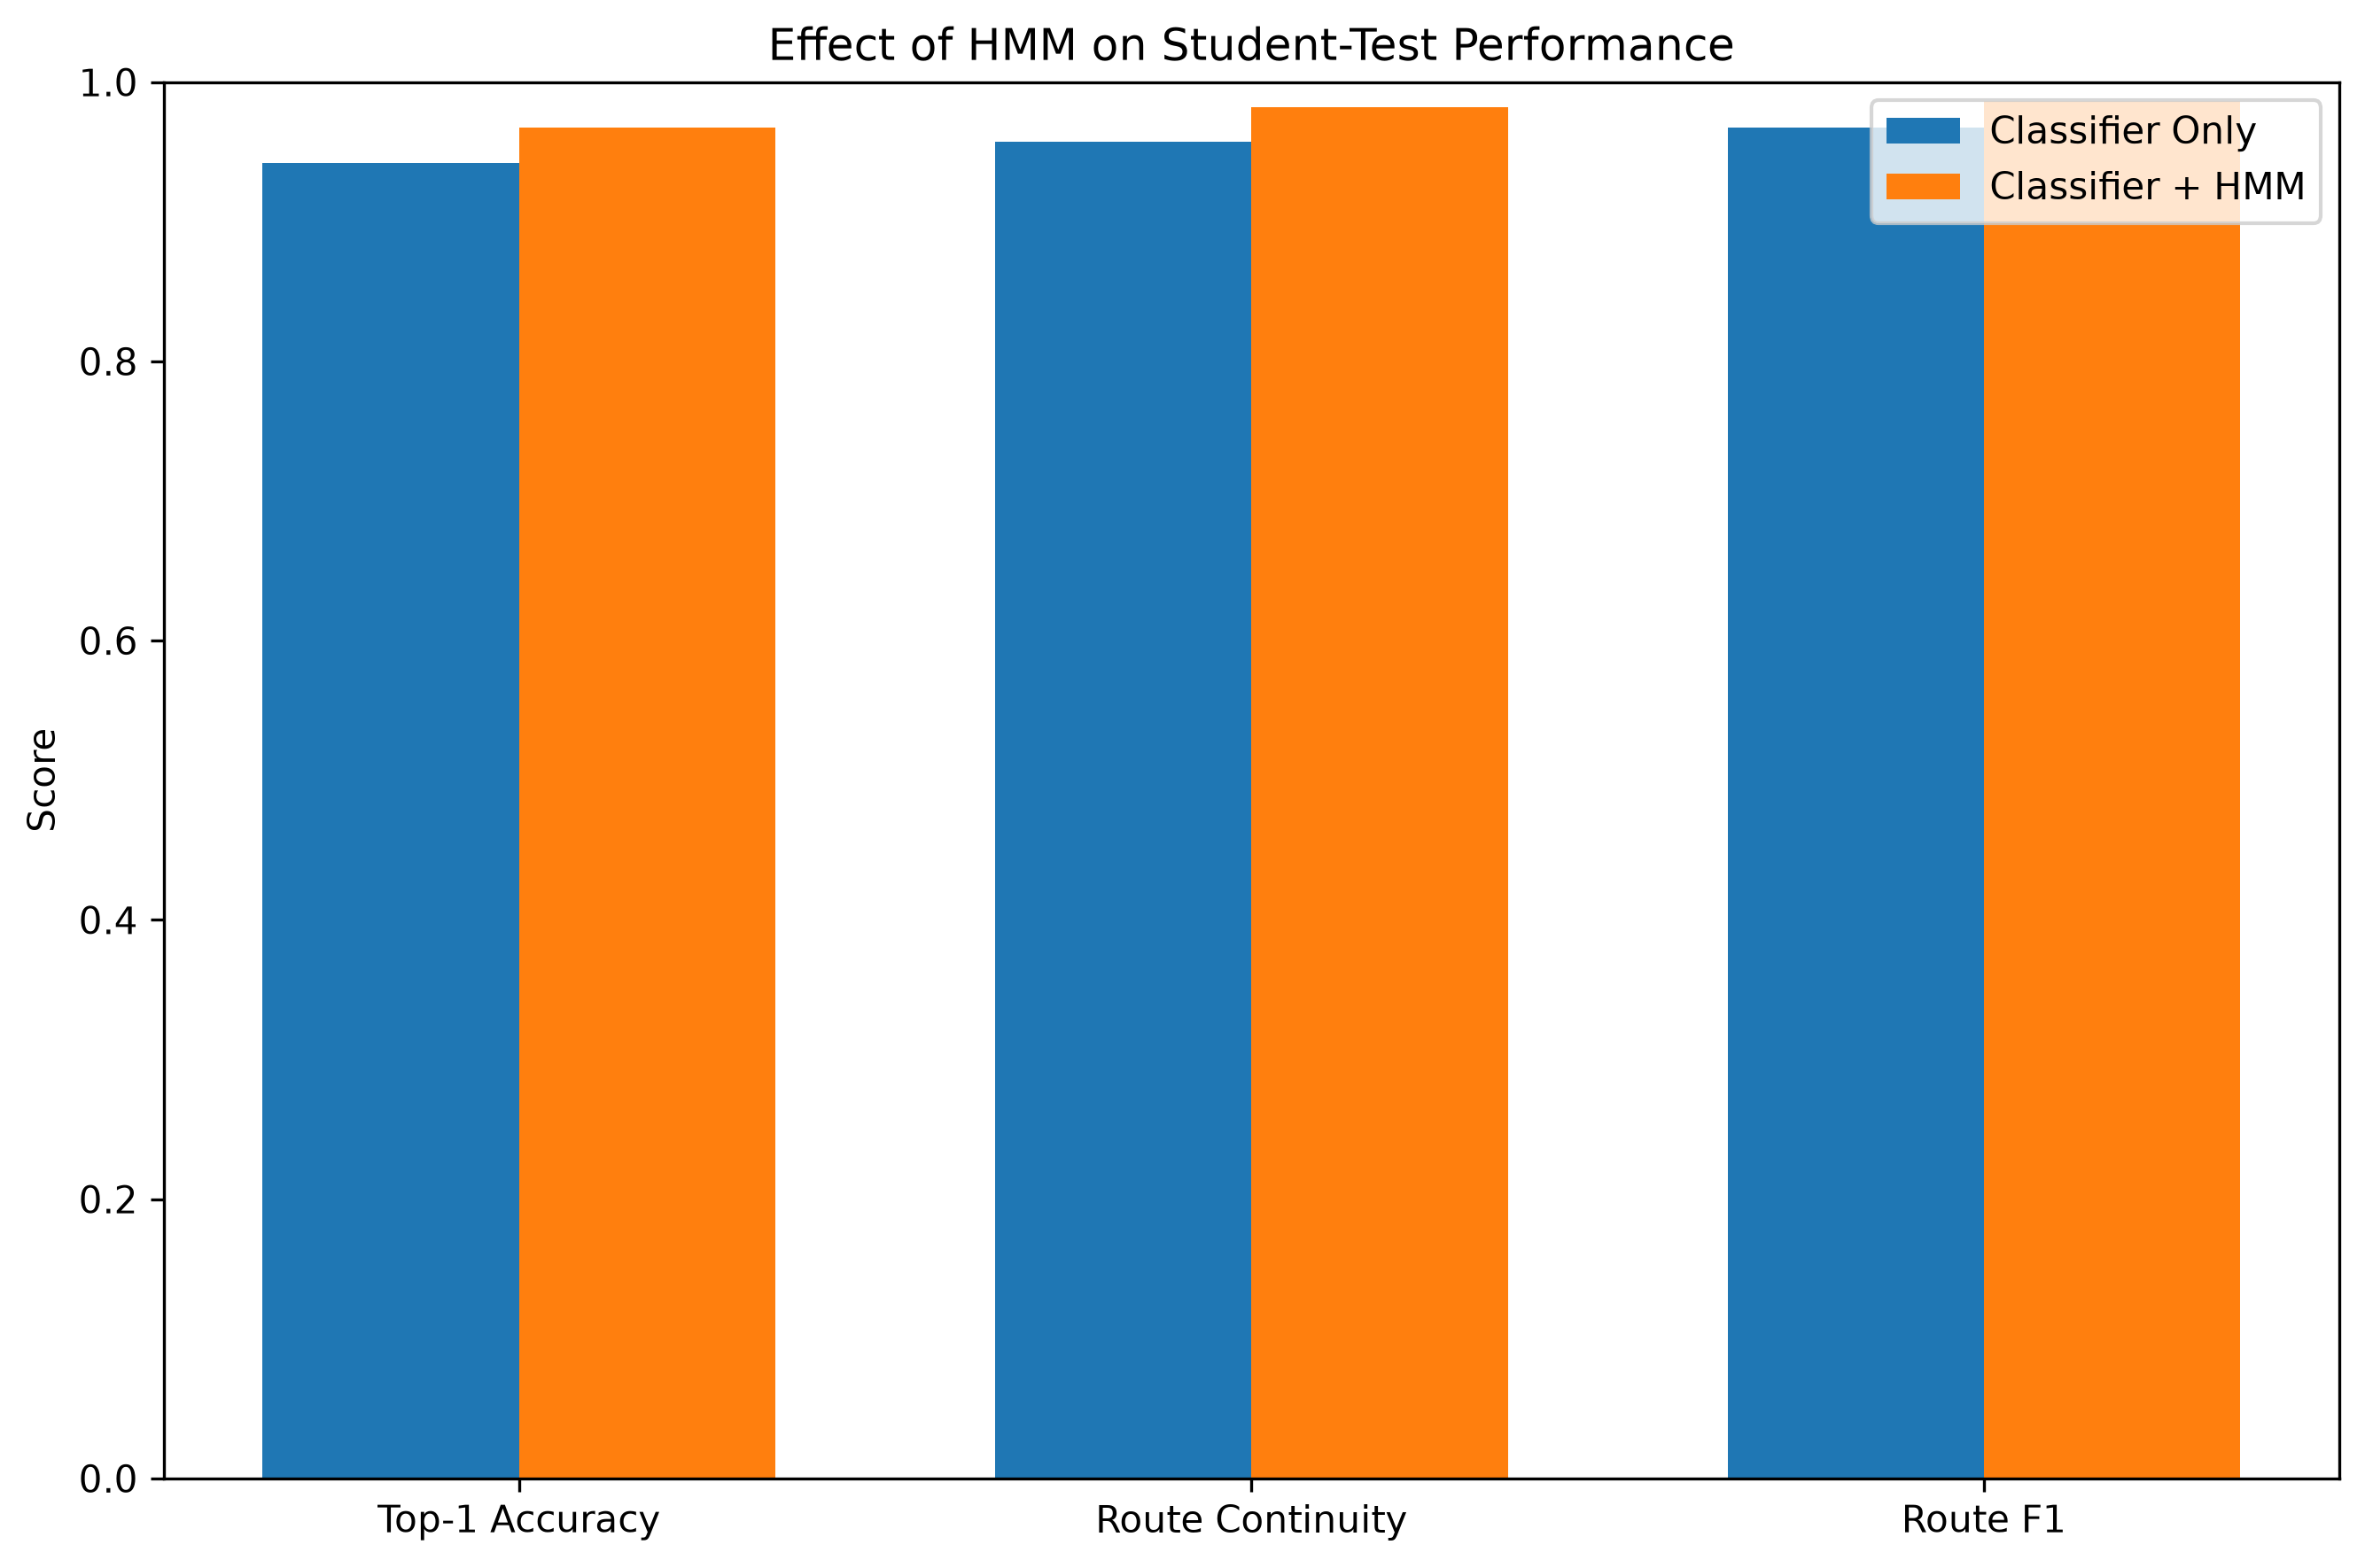 Effect of HMM on Student-Test Performance
1.0
0.8
0.6
0.4
0.2
0.0
Score
Classifier Only
Classifier + HMM
Top-1 Accuracy
Route Continuity
Route F1